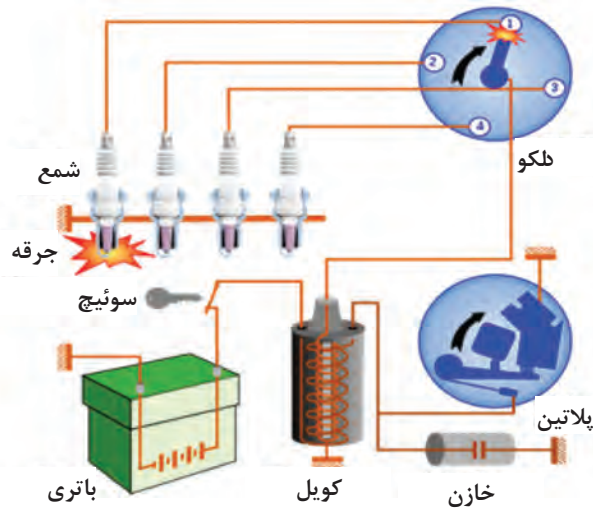 1
2
3
4
دلکو
شمع
جرقه
سوئیچ
پلاتین
باتری
کویل
خازن